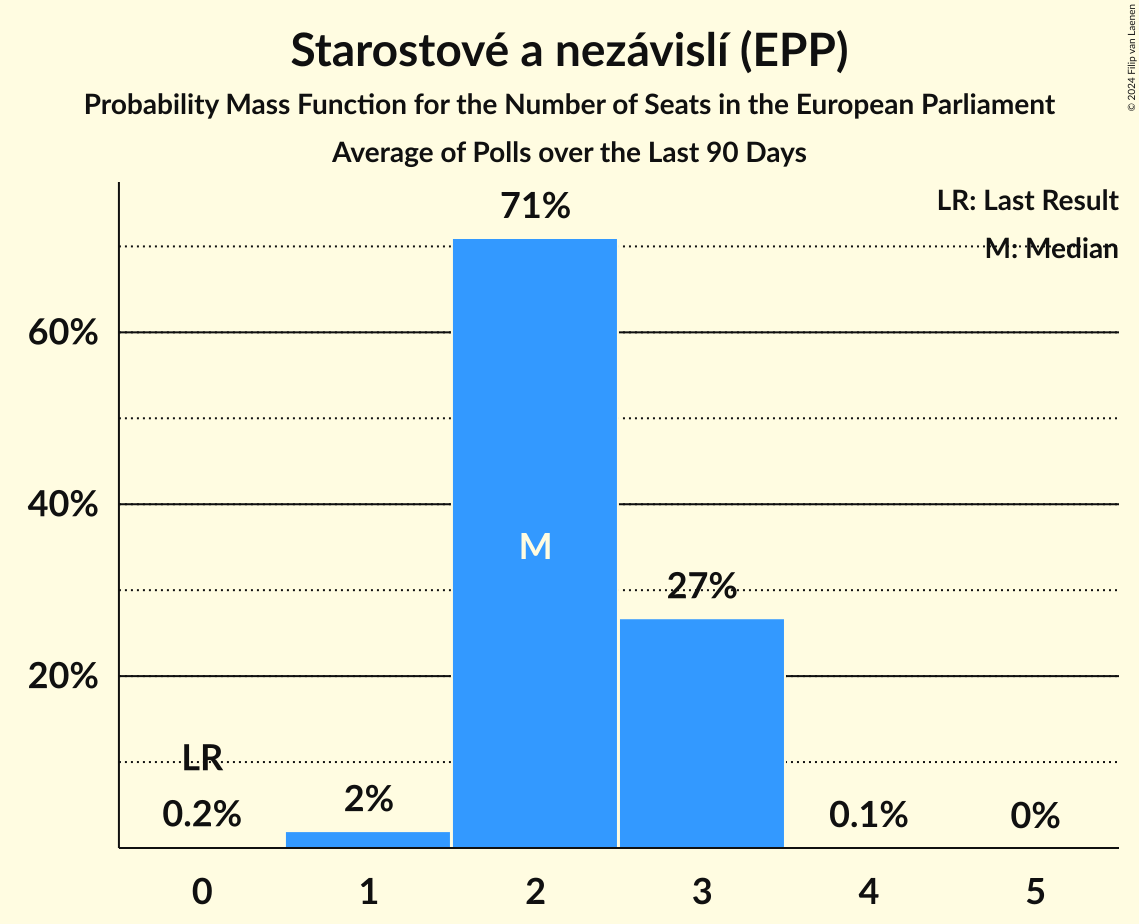 Starostové a nezávislí (EPP)
Probability Mass Function for the Number of Seats in the European Parliament
Average of Polls over the Last 90 Days
© 2024 Filip van Laenen
LR: Last Result
M: Median
71%
60%
40%
M
27%
20%
LR
0.2%
2%
0.1%
0%
0 1 2 3 4 5